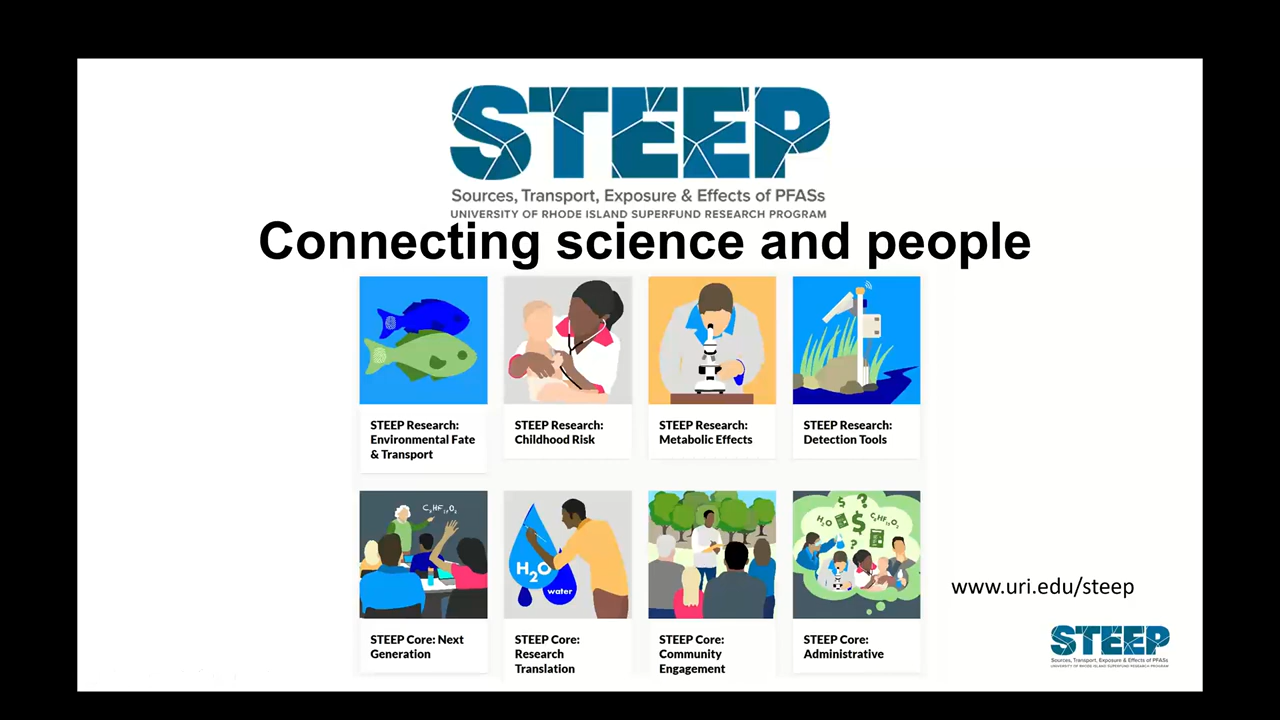 STEEP
Sources, Transport, Exposure & Effects of PFASs
UNIVERSITY OF RHODE ISLAND SUPERFUND RESEARCH PROGRAM
Connecting science and people
STEEP Research:
Environmental Fate
& Transport
STEEP Research:
Childhood Risk
STEEP Research:
Metabolic Effects
STEEP Research:
Detection Tools
C₂HF₁₅O₂
H₂O
water
H₂O
$
?
$
C₂HF₁₅O₂
?
STEEP Core: Next
Generation
STEEP Core:
Research
Translation
STEEP Core:
Community
Engagement
STEEP Core:
Administrative
www.uri.edu/steep
STEEP
Sources, Transport, Exposure & Effects of PFASs
UNIVERSITY OF RHODE ISLAND SUPERFUND RESEARCH PROGRAM